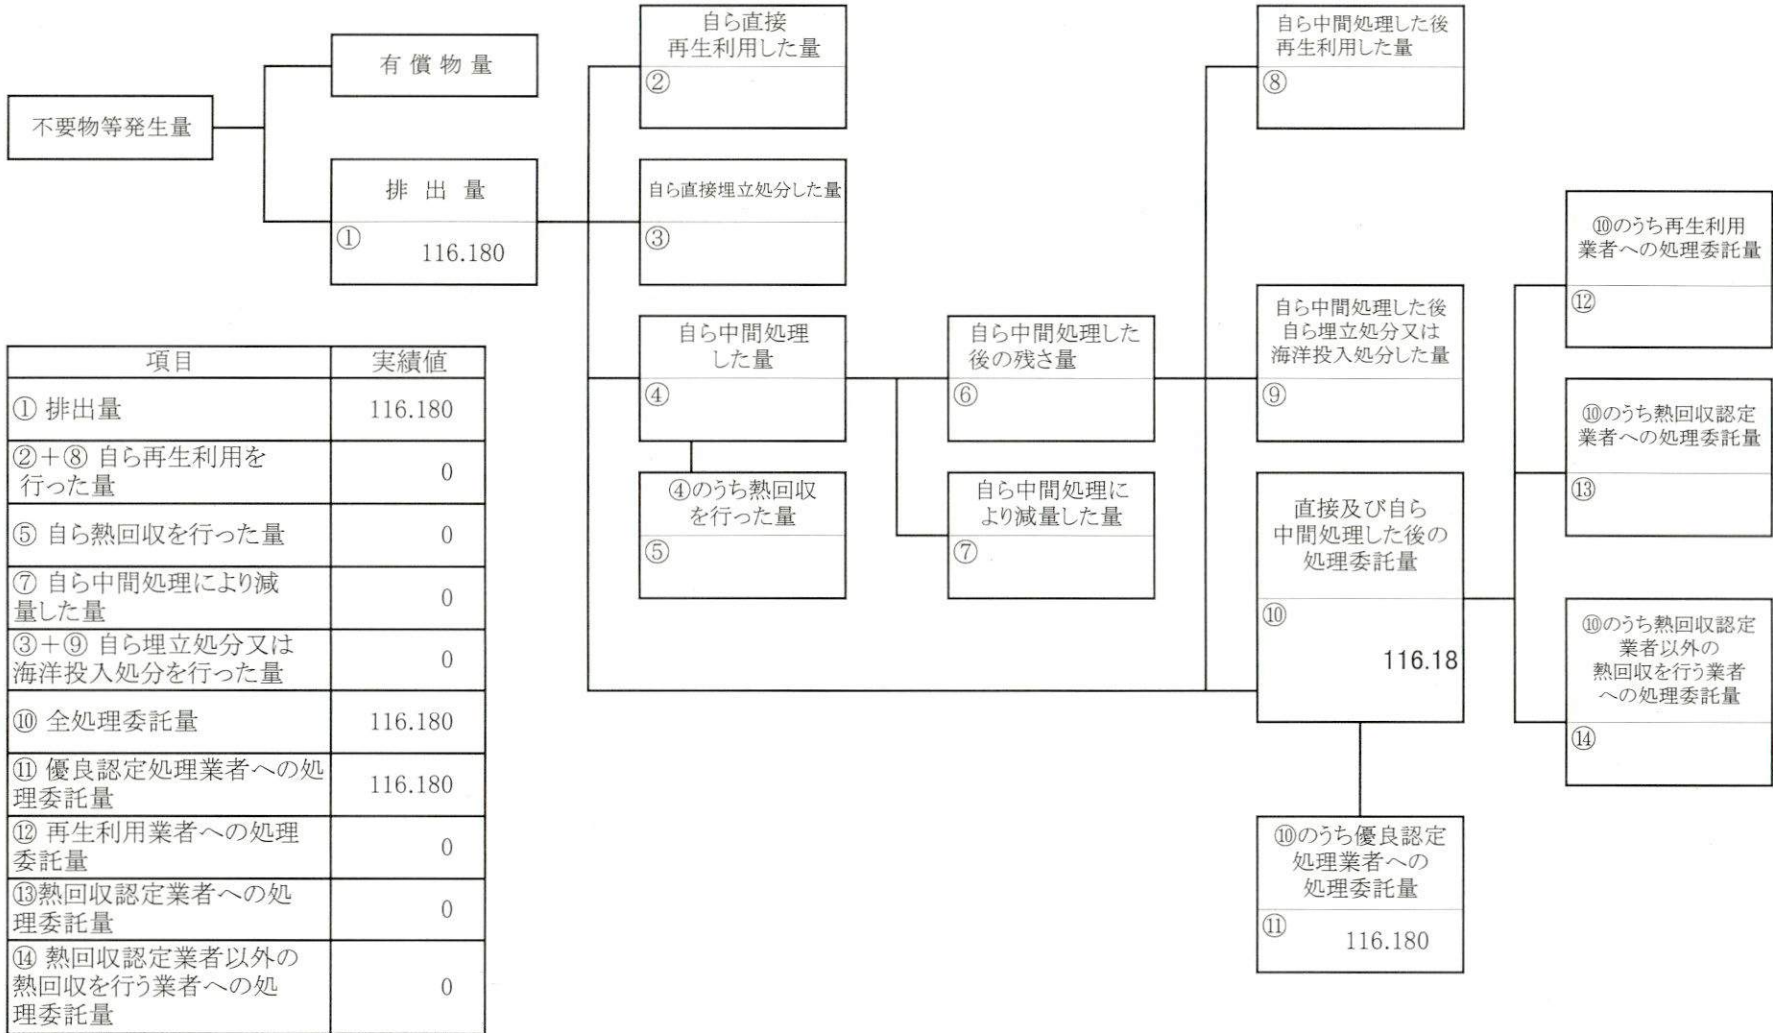 不要物等発生量
有償物量
排出量
①
116.180
自ら直接
再生利用した量
②
自ら直接埋立処分した量
③
自ら中間処理
した量
④
④のうち熱回収
を行った量
⑤
自ら中間処理した
後の残さ量
⑥
自ら中間処理に
より減量した量
⑦
自ら中間処理した後
再生利用した量
⑧
自ら中間処理した後
自ら埋立処分又は
海洋投入処分した量
⑨
直接及び自ら
中間処理した後の
処理委託量
⑩
116.18
⑩のうち優良認定
処理業者への
処理委託量
⑪
116.180
⑩のうち再生利用
業者への処理委託量
⑫
⑩のうち熱回収認定
業者への処理委託量
⑬
⑩のうち熱回収認定
業者以外の
熱回収を行う業者
への処理委託量
⑭
項目 実績値
① 排出量 116.180
②+⑧ 自ら再生利用を
行った量 0
⑤ 自ら熱回収を行った量 0
⑦ 自ら中間処理により減
量した量 0
③+⑨ 自ら埋立処分又は
海洋投入処分を行った量 0
⑩ 全処理委託量 116.180
⑪ 優良認定処理業者への処
理委託量 116.180
⑫ 再生利用業者への処理
委託量 0
⑬熱回収認定業者への処
理委託量 0
⑭ 熱回収認定業者以外の
熱回収を行う業者への処
理委託量 0